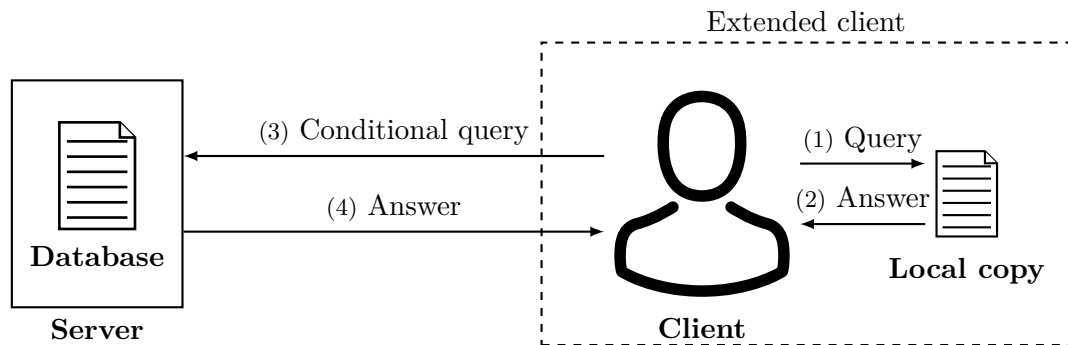 Extended client
(3) Conditional query
(1) Query
(2) Answer
(4) Answer
Database
Local copy
Server
Client